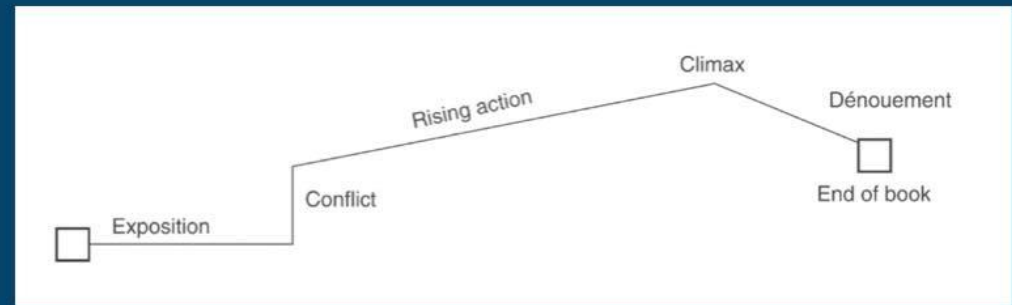 Climax
Rising action
Dénouement
Conflict
End of book
Exposition